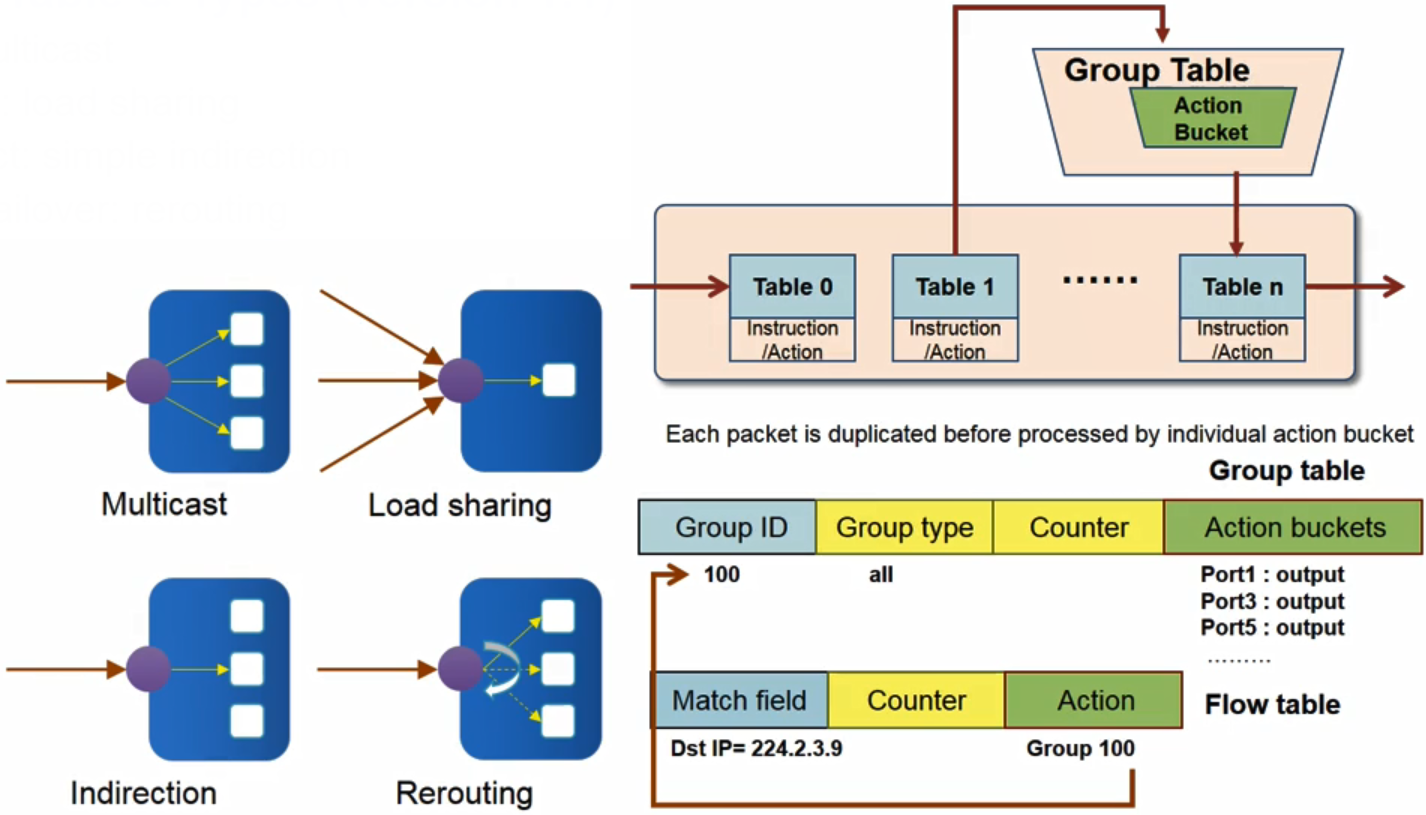 Group Table
Action
Bucket
Table 0
Instruction
/Action
Table 1
Instruction
/Action
......
Table n
Instruction
/Action
Multicast
Load sharing
Indirection
Rerouting
Each packet is duplicated before processed by individual action bucket
Group table
Group ID
Group type
Counter
Action buckets
100
all
Port1 : output
Port3 : output
Port5 : output
.........
Match field
Counter
Action
Flow table
Dst IP= 224.2.3.9
Group 100